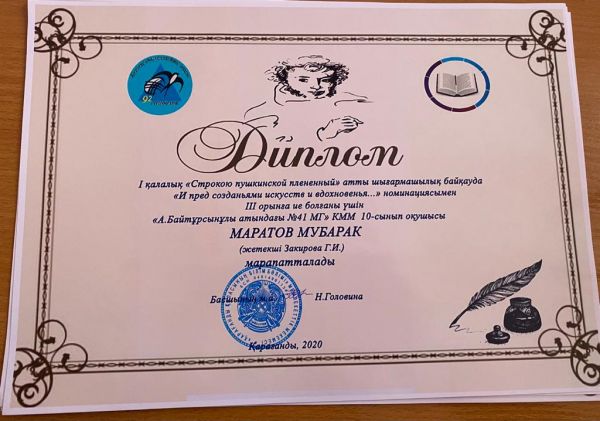 Диплом
І қалалық «Строкою пушкинской плененный» атты шығармашылық байқауда
«И пред созданьями искусств и вдохновенья...» номинациясымен
ІІІ орынға ие болғаны үшін
«А.Байтұрсынұлы атындағы №41 МГ» КММ 10-сынып оқушысы
МАРАТОВ МУБАРАК
(жетекші Закирова Г.И.)
марапатталады
Басшының м.а. Н.Головина
Қарағанды, 2020